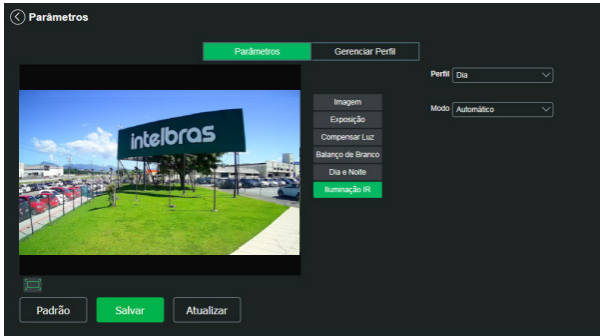 Parâmetros
Parâmetros
Gerenciar Perfil
Perfil
Dia
intelbras
Imagem
Exposição
Compensar Luz
Balanço de Branco
Dia e Noite
Iluminação IR
Modo
Automático
Padrão
Salvar
Atualizar